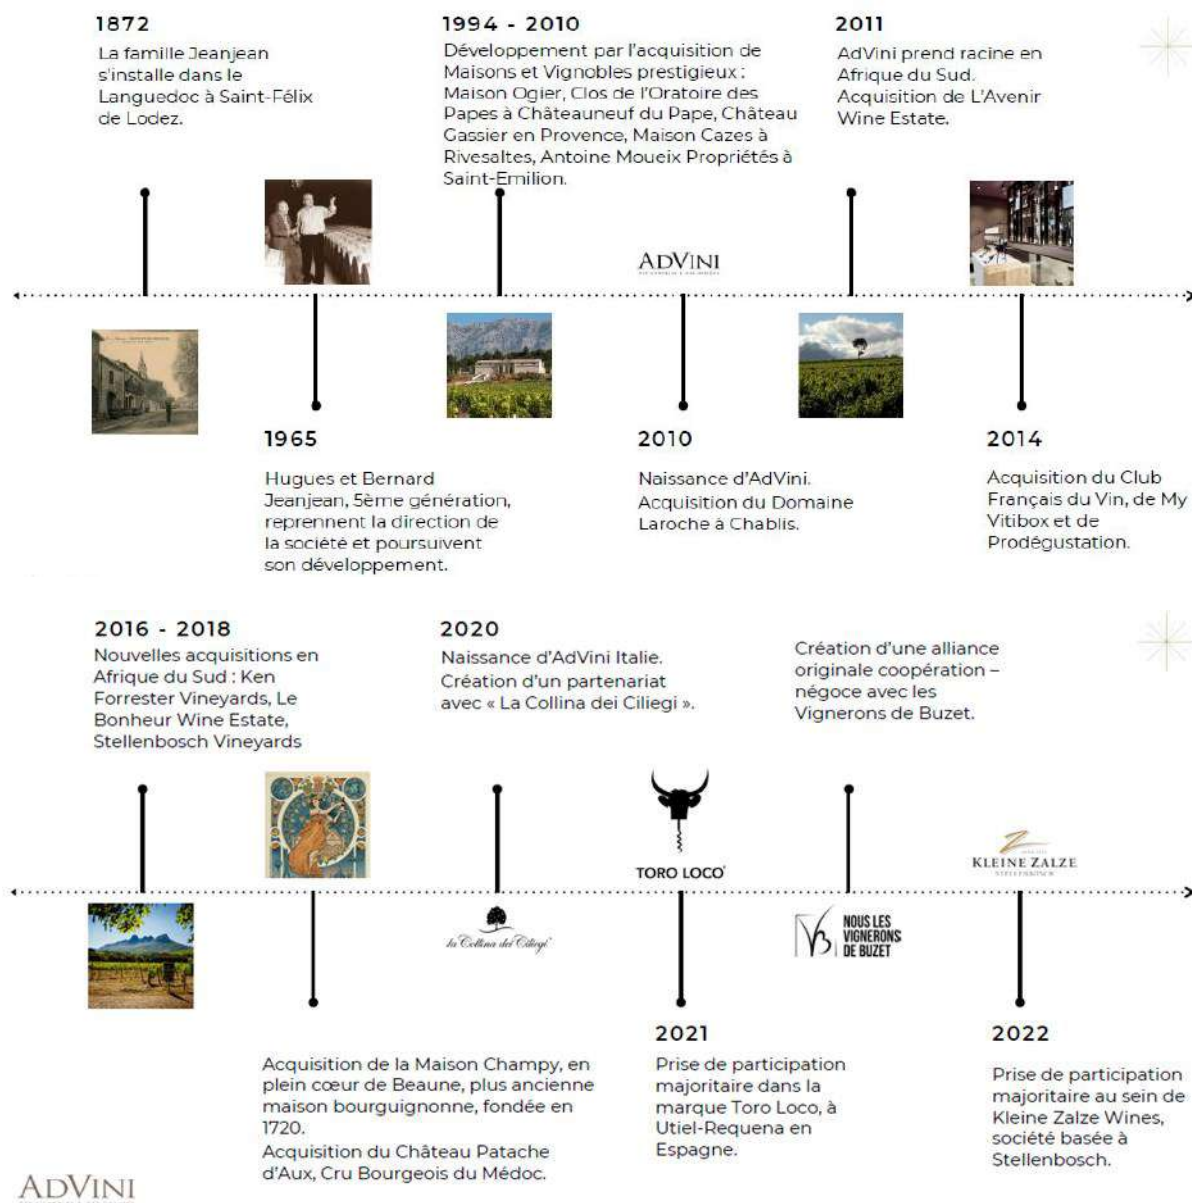 1872
La famille Jeanjean
s'installe dans le
Languedoc à Saint-Félix
de Lodez.
1994 - 2010
Développement par l'acquisition de
Maisons et Vignobles prestigieux :
Maison Ogier, Clos de l'Oratoire des
Papes à Châteauneuf du Pape, Château
Gassier en Provence, Maison Cazes à
Rivesaltes, Antoine Moueix Propriétés à
Saint-Emilion.
2011
AdVini prend racine en
Afrique du Sud.
Acquisition de L'Avenir
Wine Estate.
ADVINI
1965
Hugues et Bernard
Jeanjean, 5ème génération,
reprennent la direction de
la société et poursuivent
son développement.
2010
Naissance d'AdVini.
Acquisition du Domaine
Laroche à Chablis.
2014
Acquisition du Club
Français du Vin, de My
Vitibox et de
Prodégustation.
2016 - 2018
Nouvelles acquisitions en
Afrique du Sud : Ken
Forrester Vineyards, Le
Bonheur Wine Estate,
Stellenbosch Vineyards
2020
Naissance d'AdVini Italie.
Création d'un partenariat
avec « La Collina dei Ciliegi ».
Création d'une alliance
originale coopération –
négoce avec les
Vignerons de Buzet.
TORO LOCO
KLEINE ZALZE
STELLENBOSCH
la Collina dei Ciliegi
VB
NOUS LES
VIGNERONS
DE BUZET
Acquisition de la Maison Champy, en
plein cœur de Beaune, plus ancienne
maison bourguignonne, fondée en
1720.
Acquisition du Château Patache
d'Aux, Cru Bourgeois du Médoc.
2021
Prise de participation
majoritaire dans la
marque Toro Loco, à
Utiel-Requena en
Espagne.
2022
Prise de participation
majoritaire au sein de
Kleine Zalze Wines,
société basée à
Stellenbosch.
ADVINI